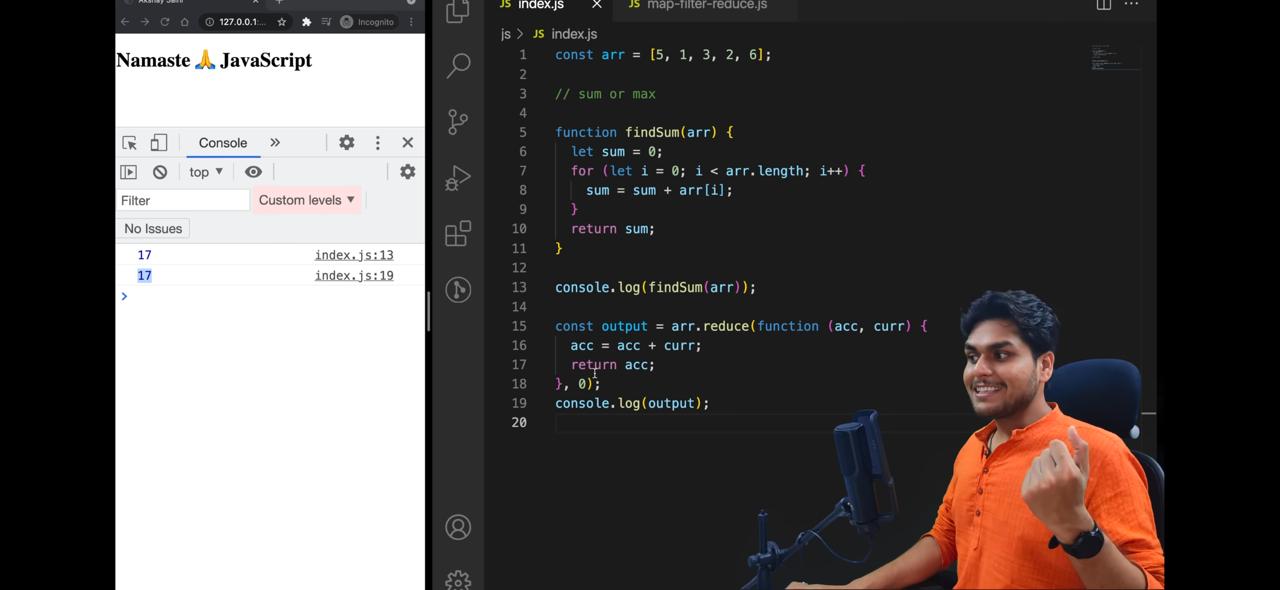 Akshay Saini
127.0.0.1:... Incognito
Namaste 🙏 JavaScript
Console
top
Filter
Custom levels
No Issues
17 index.js:13
17 index.js:19
JS index.js
JS map-filter-reduce.js
js > JS index.js
1 const arr = [5, 1, 3, 2, 6];
2
3 // sum or max
4
5 function findSum(arr) {
6 let sum = 0;
7 for (let i = 0; i < arr.length; i++) {
8 sum = sum + arr[i];
9 }
10 return sum;
11 }
12
13 console.log(findSum(arr));
14
15 const output = arr.reduce(function (acc, curr) {
16 acc = acc + curr;
17 return acc;
18 }, 0);
19 console.log(output);
20